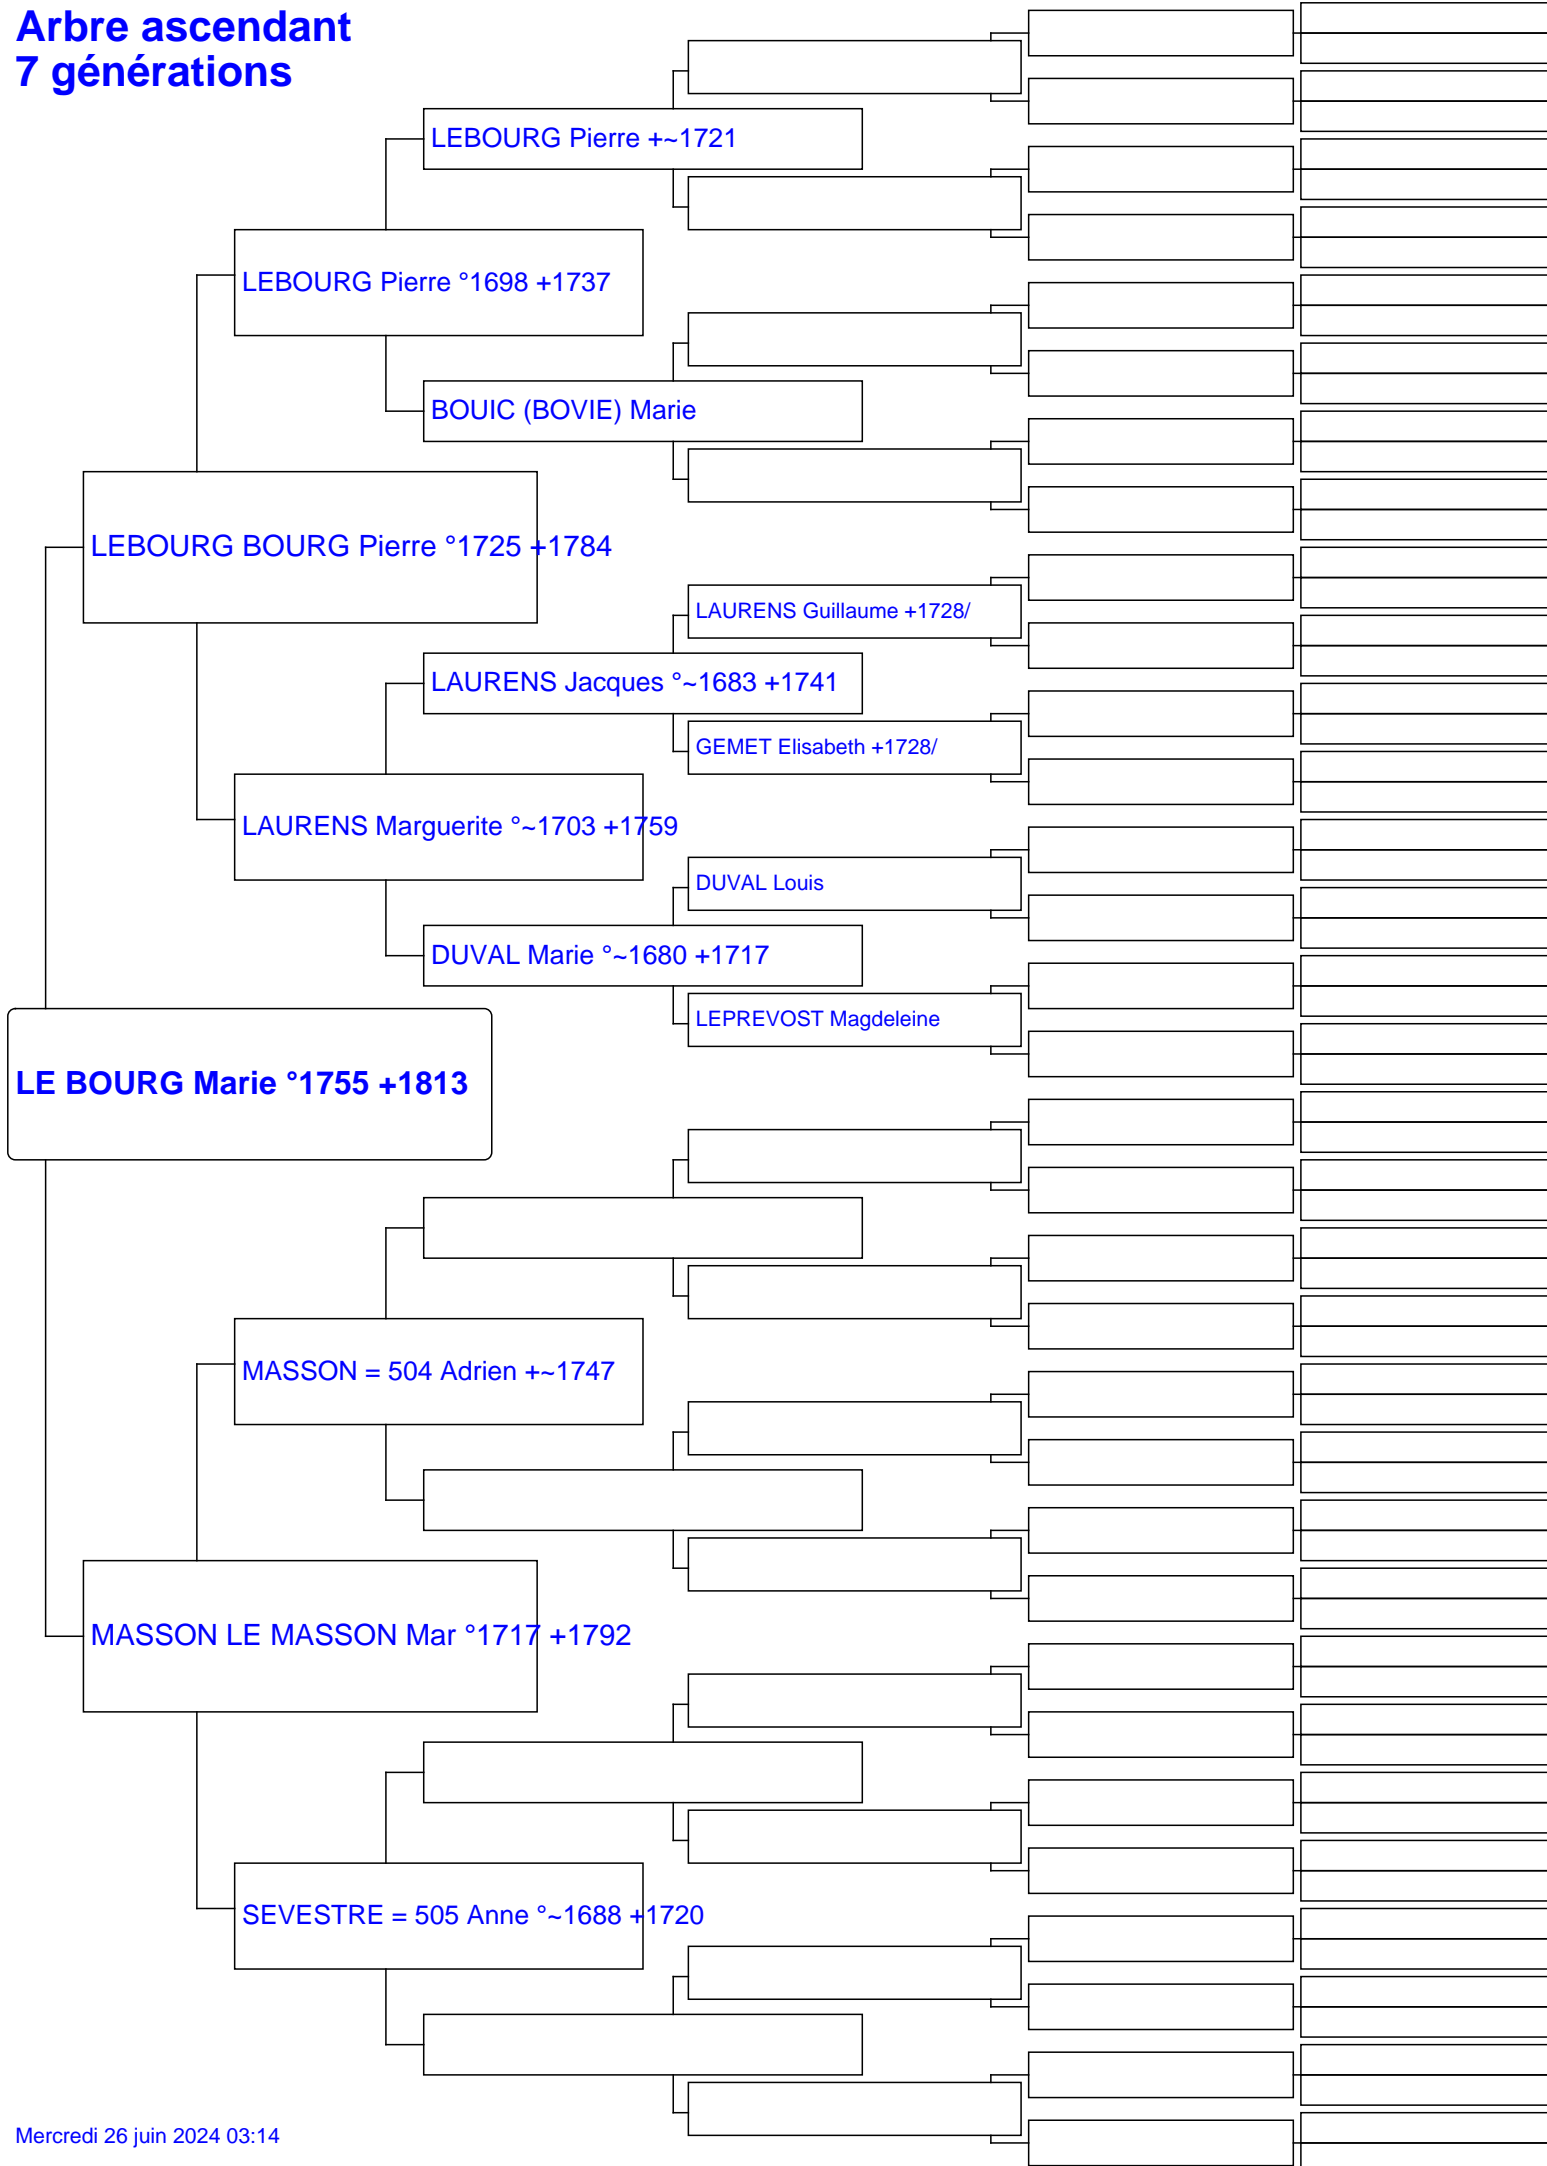 Arbre ascendant
7 générations
LEBOURG Pierre +~1721
LEBOURG Pierre °1698 +1737
BOUIC (BOVIE) Marie
LEBOURG BOURG Pierre °1725 +1784
LAURENS Guillaume +1728/
LAURENS Jacques °~1683 +1741
GEMET Elisabeth +1728/
LAURENS Marguerite °~1703 +1759
DUVAL Louis
DUVAL Marie °~1680 +1717
LEPREVOST Magdeleine
LE BOURG Marie °1755 +1813
MASSON = 504 Adrien +~1747
MASSON LE MASSON Mar °1717 +1792
SEVESTRE = 505 Anne °~1688 +1720
Mercredi 26 juin 2024 03:14